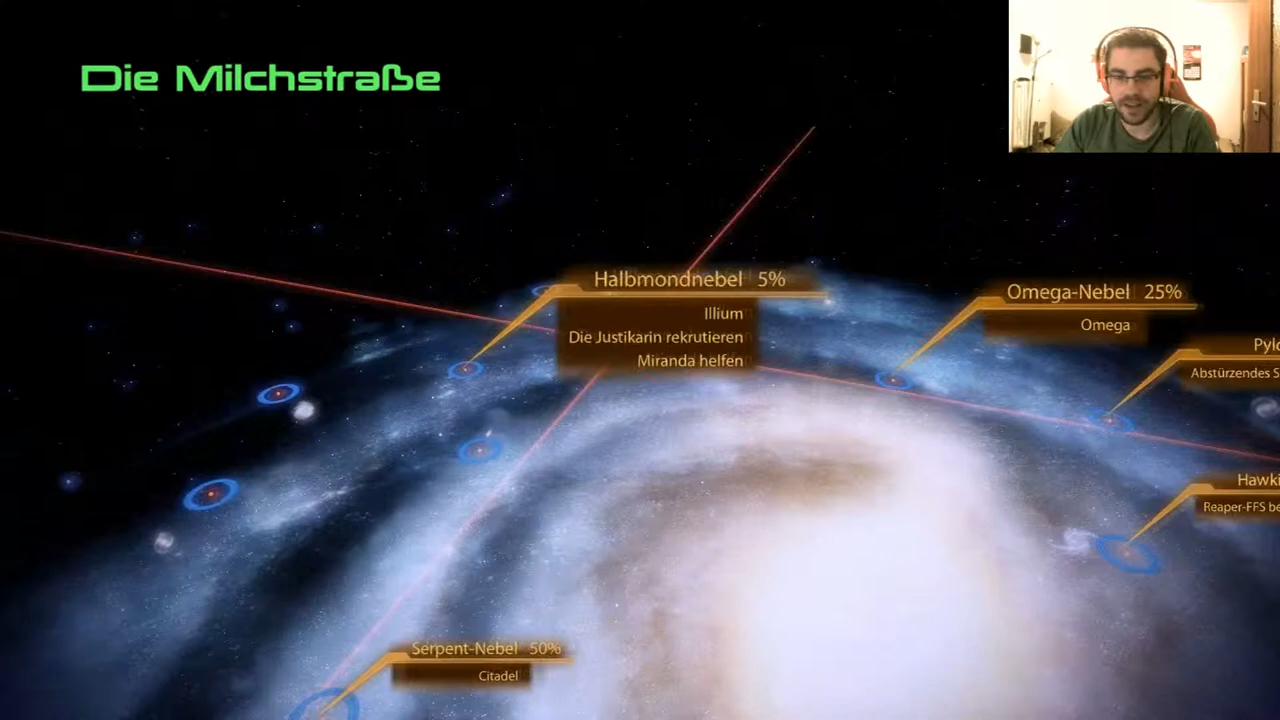 Die Milchstraße
Halbmondnebel 5%
Illium
Die Justikarin rekrutieren
Miranda helfen
Omega-Nebel 25%
Omega
Abstürzendes
Reaper-FFS
Serpent-Nebel 50%
Citadel